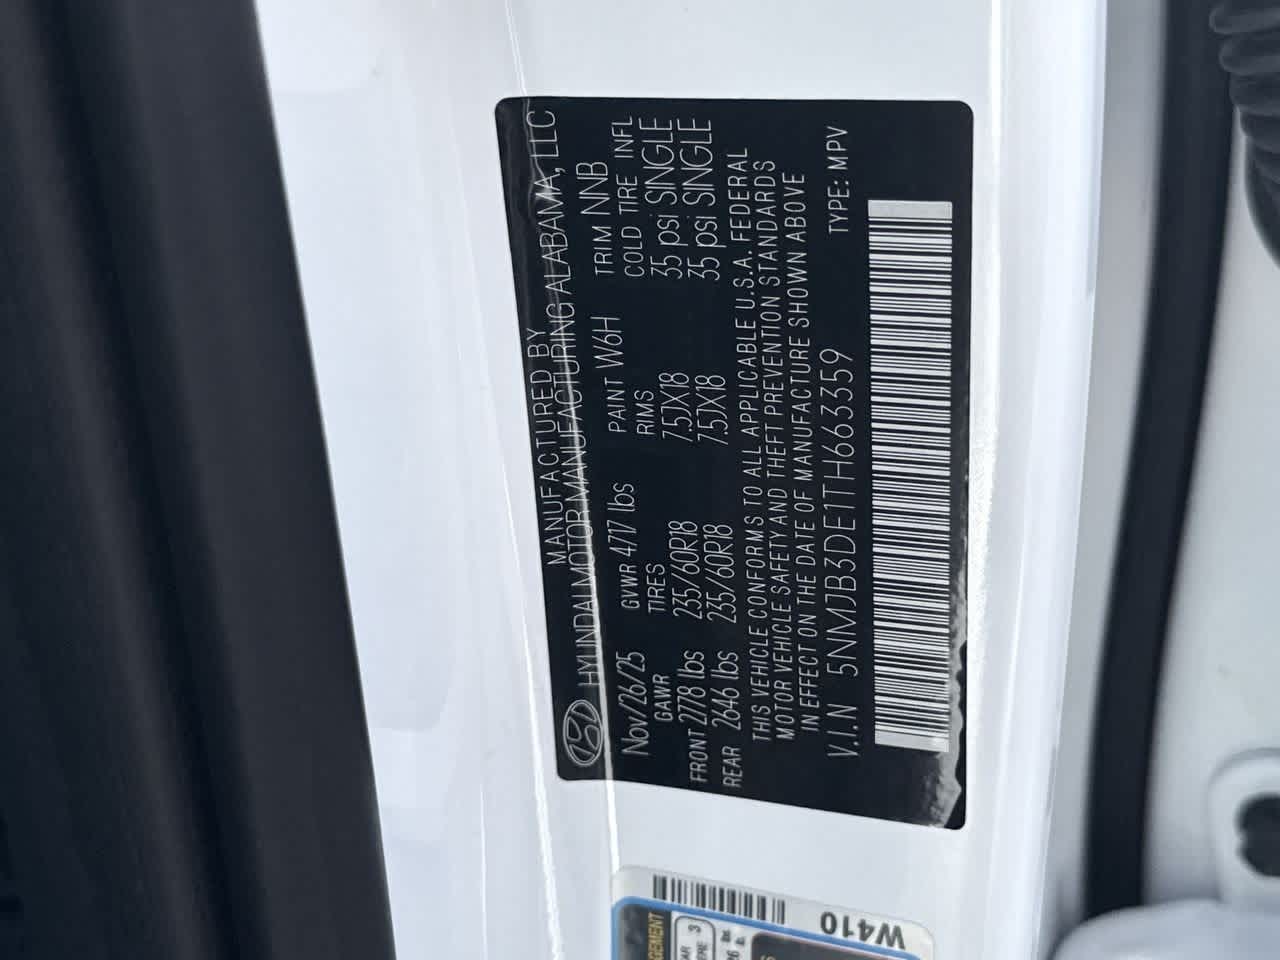 MANUFACTURED BY
HYUNDAI MOTOR MANUFACTURING ALABAMA, LLC
Nov/26/25 GVWR 4717 lbs PAINT W6H TRIM NNB
GAWR TIRES RIMS COLD TIRE INFL
FRONT 2778 lbs 235/60R18 7.5JX18 35 psi SINGLE
REAR 2646 lbs 235/60R18 7.5JX18 35 psi SINGLE
THIS VEHICLE CONFORMS TO ALL APPLICABLE U.S.A. FEDERAL
MOTOR VEHICLE SAFETY AND THEFT PREVENTION STANDARDS
IN EFFECT ON THE DATE OF MANUFACTURE SHOWN ABOVE
V.I.N 5NMJB3DE1TH663359 TYPE: MPV
W410